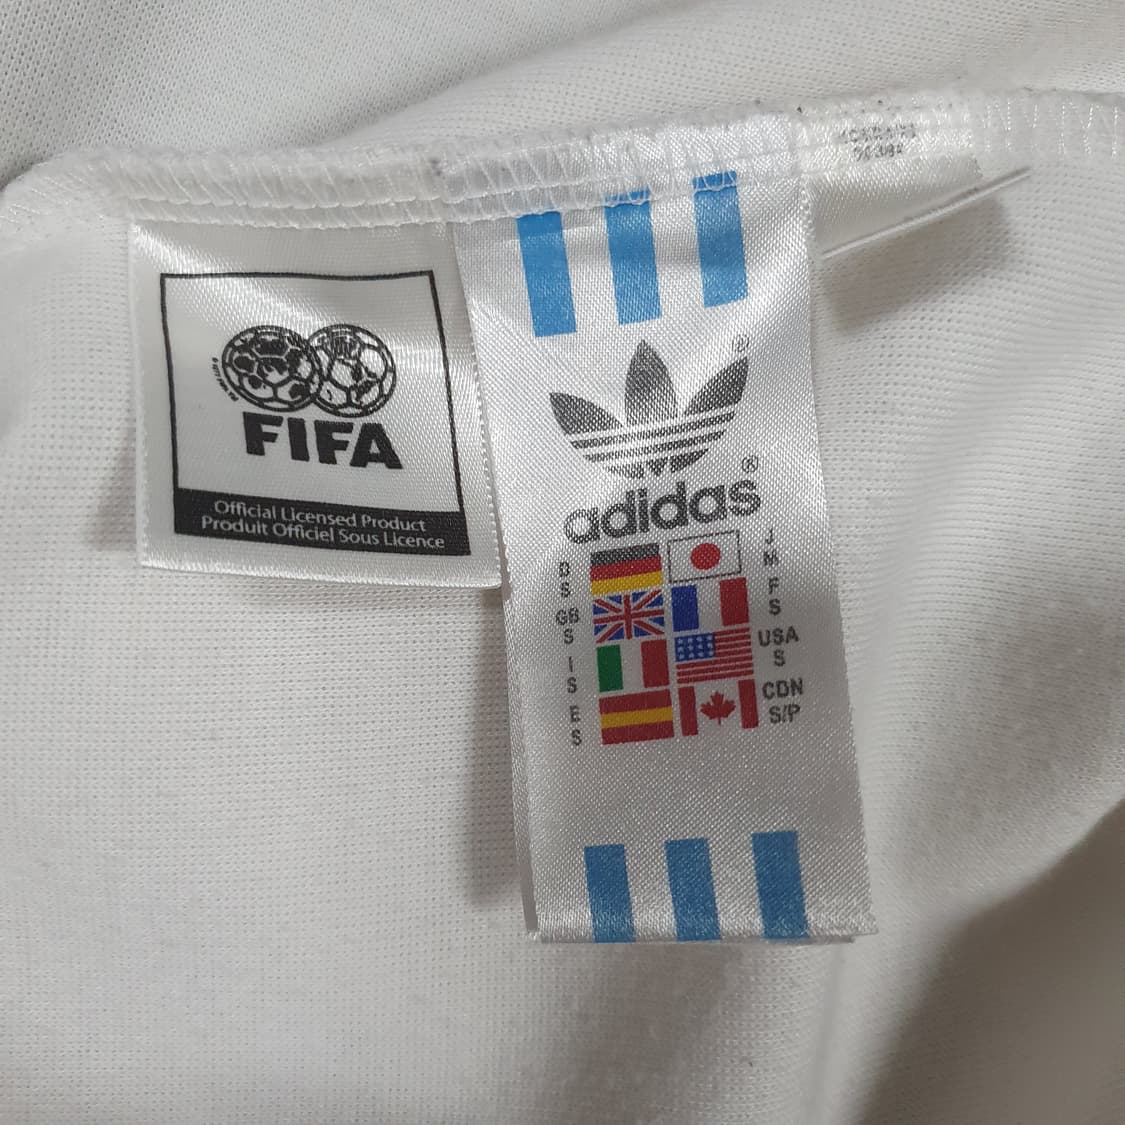 FIFA
Official Licensed Product
Produit Officiel Sous Licence
®
adidas®
D
S
J
M
GB
S
F
S
I
S
USA
S
E
S
CDN
S/P